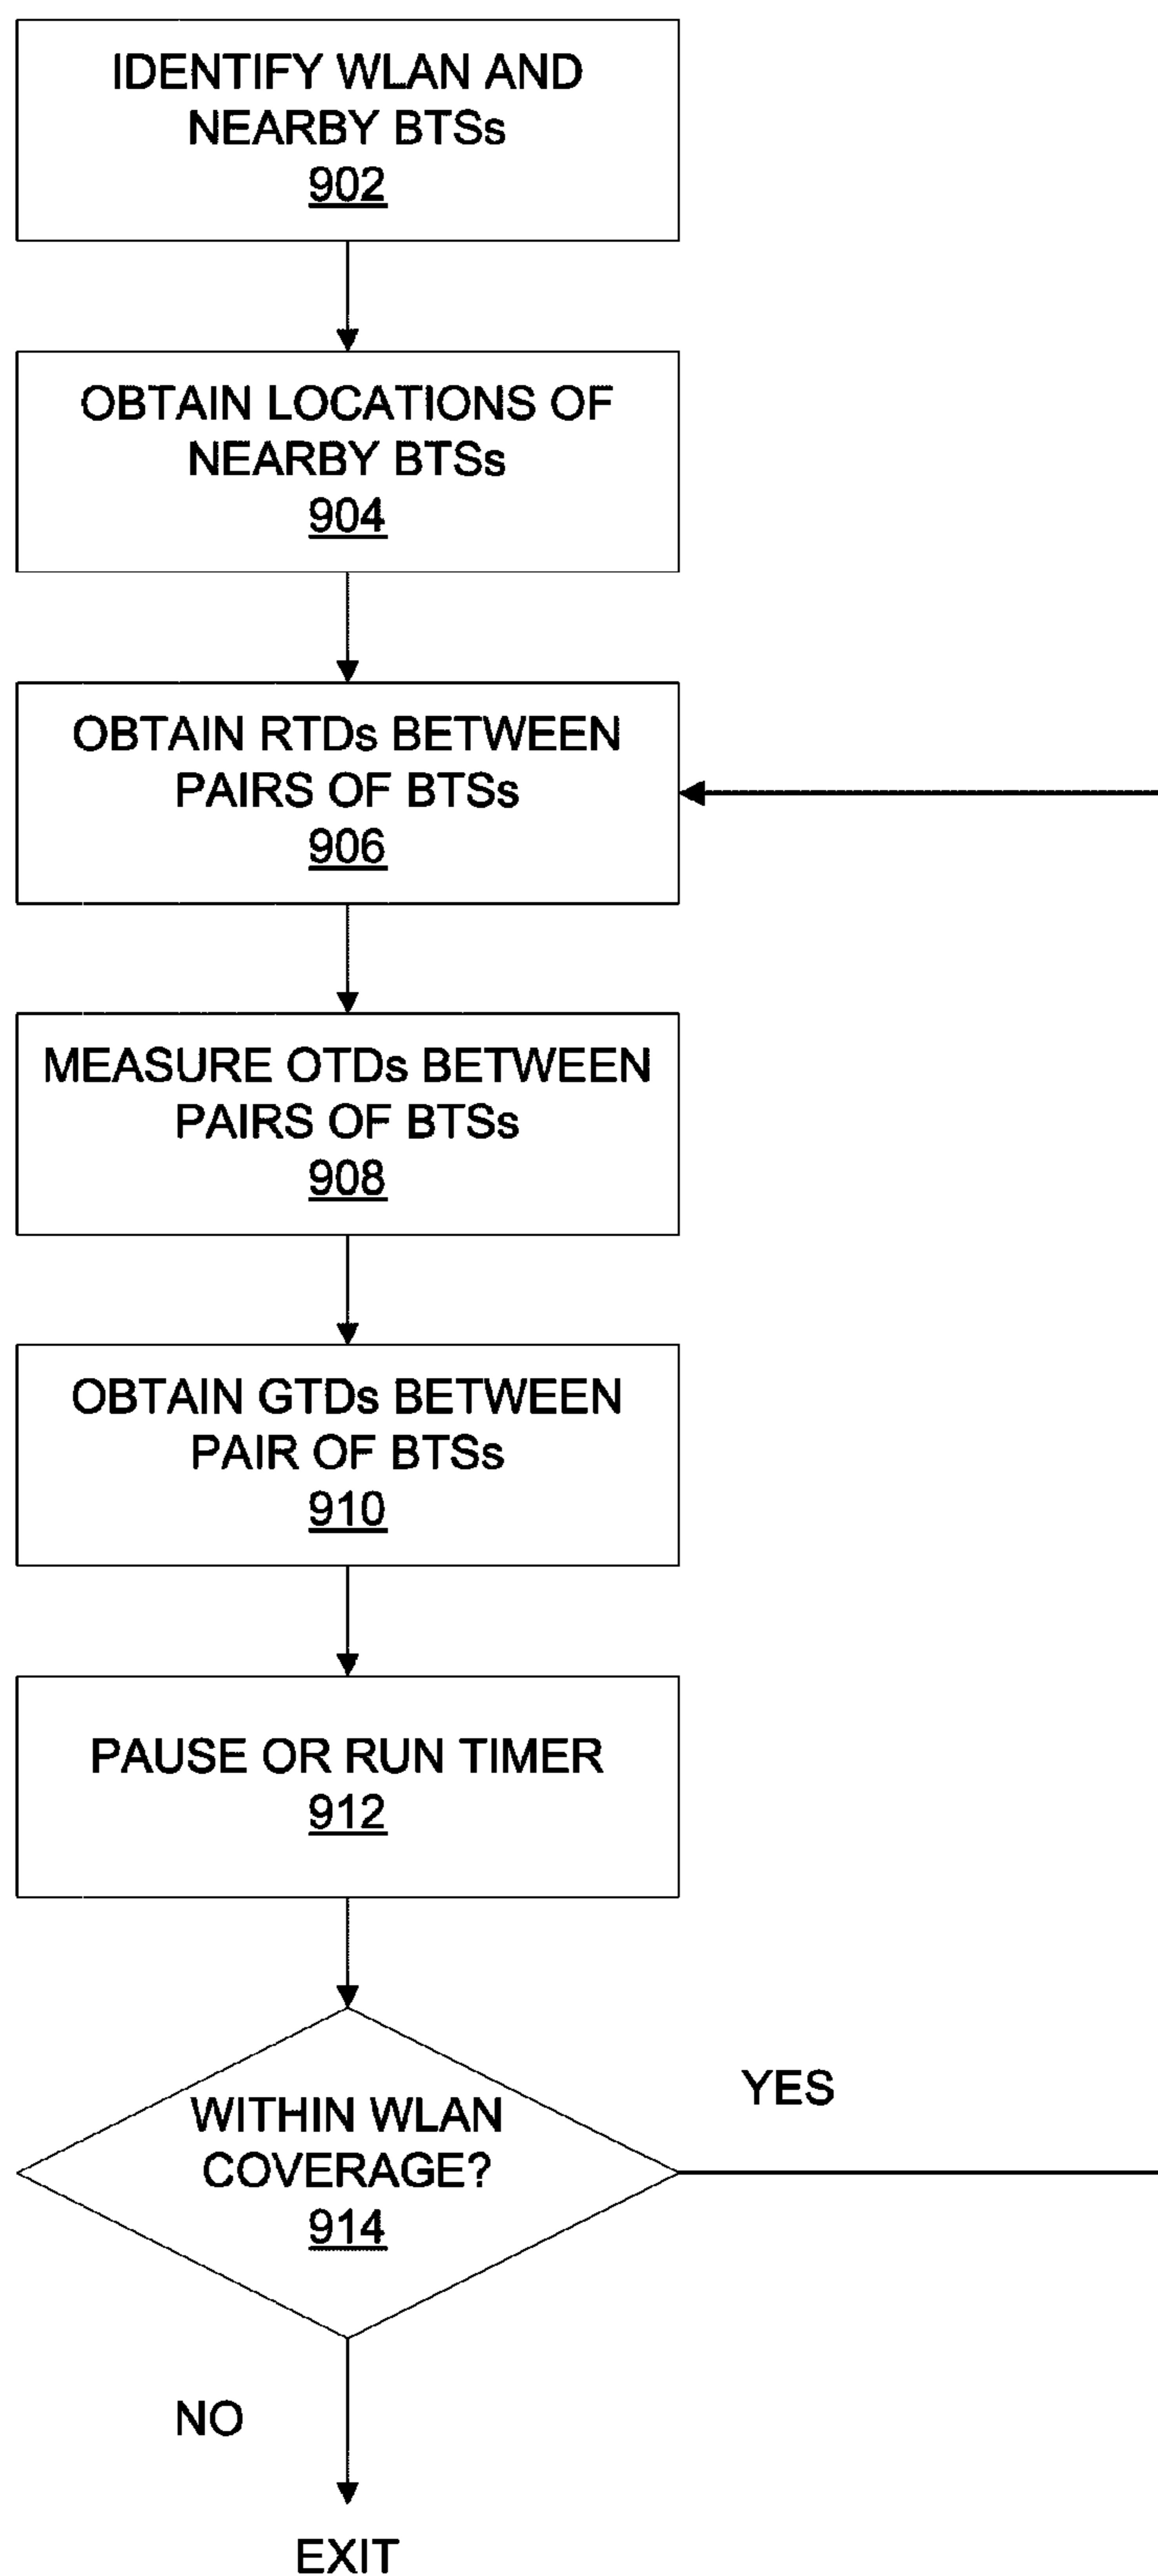 IDENTIFY WLAN AND
NEARBY BTSs
902
OBTAIN LOCATIONS OF
NEARBY BTSs
904
OBTAIN RTDs BETWEEN
PAIRS OF BTSs
906
MEASURE OTDs BETWEEN
PAIRS OF BTSs
908
OBTAIN GTDs BETWEEN
PAIR OF BTSs
910
PAUSE OR RUN TIMER
912
WITHIN WLAN
COVERAGE?
914
YES
NO
EXIT